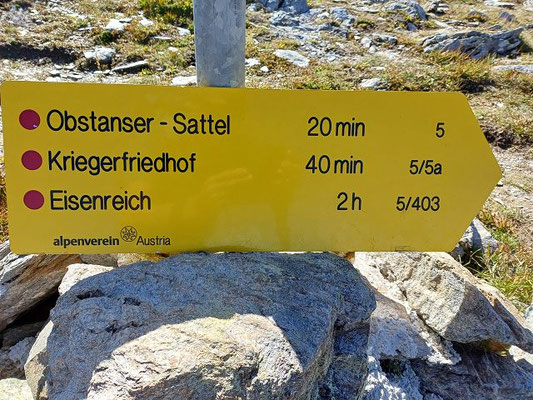 Obstanser - Sattel 20 min 5
Kriegerfriedhof 40 min 5/5a
Eisenreich 2 h 5/403
alpenverein Austria